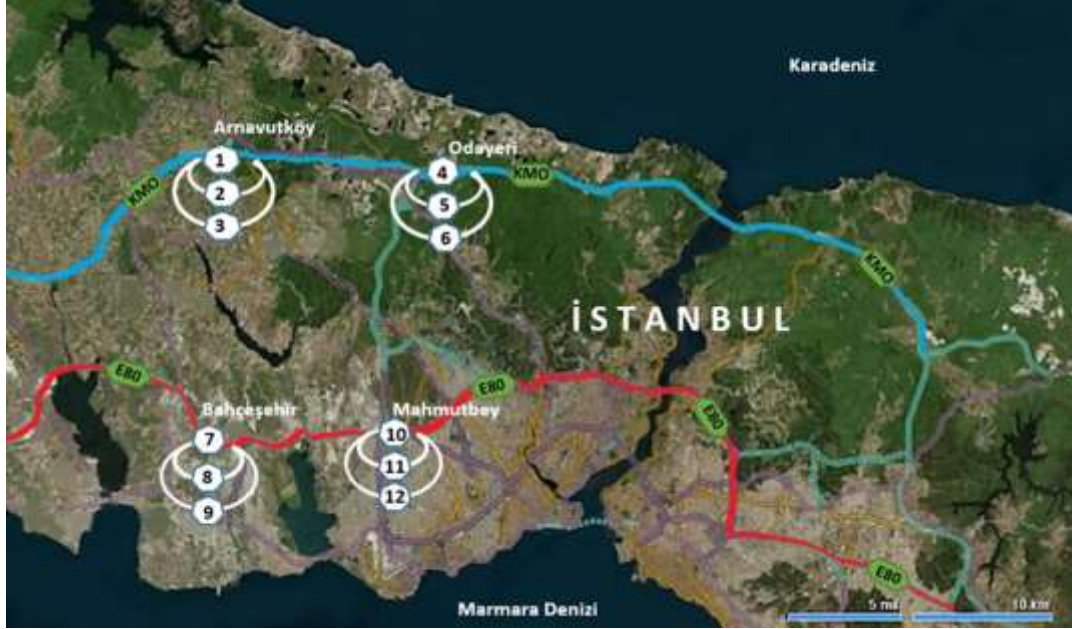 Karadeniz
Arnavutköy
1
2
3
Odayeri
4
5
6
KMO
KMO
KMO
İSTANBUL
E80
Bahçeşehir
7
8
9
Mahmutbey
10
11
12
E80
E80
E80
Marmara Denizi
5 mil
10 km